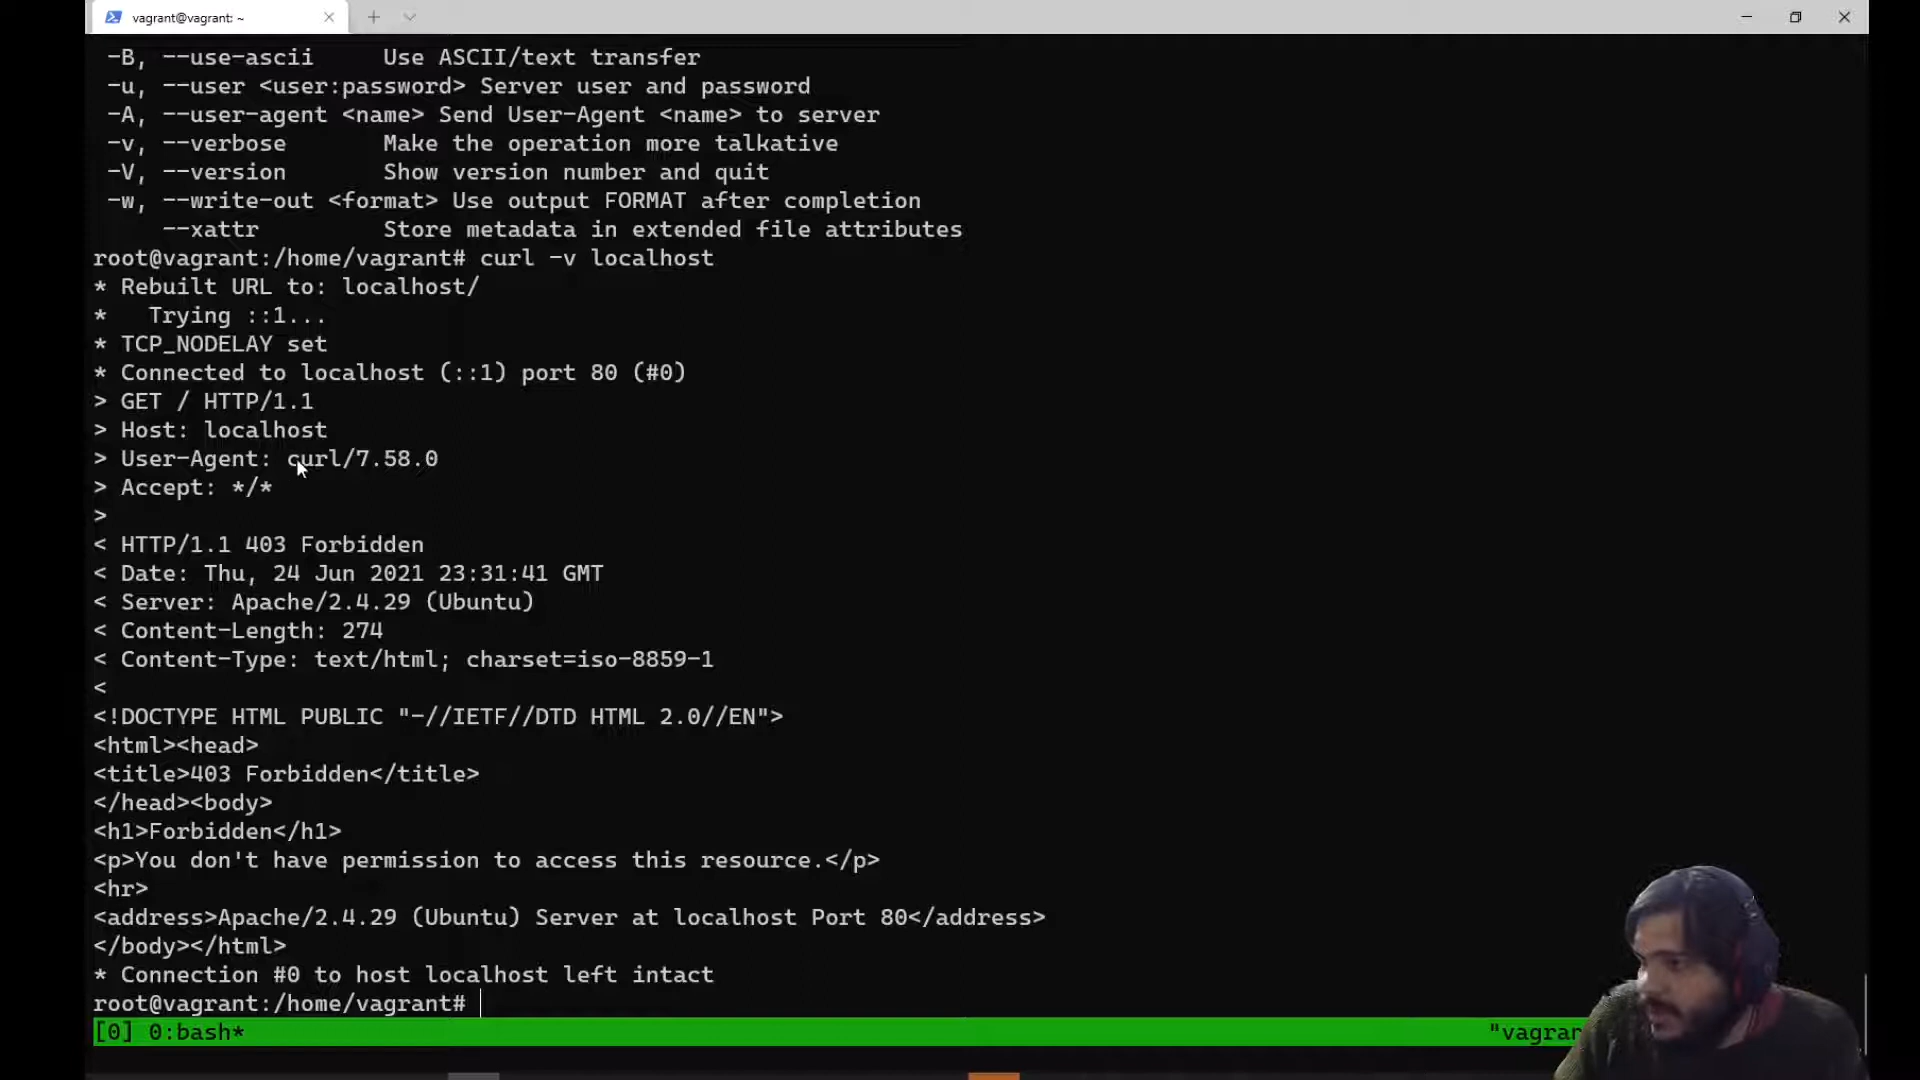 vagrant@vagrant: ~
-B, --use-ascii     Use ASCII/text transfer
-u, --user <user:password> Server user and password
-A, --user-agent <name> Send User-Agent <name> to server
-v, --verbose       Make the operation more talkative
-V, --version       Show version number and quit
-w, --write-out <format> Use output FORMAT after completion
    --xattr         Store metadata in extended file attributes
root@vagrant:/home/vagrant# curl -v localhost
* Rebuilt URL to: localhost/
*   Trying ::1...
* TCP_NODELAY set
* Connected to localhost (::1) port 80 (#0)
> GET / HTTP/1.1
> Host: localhost
> User-Agent: curl/7.58.0
> Accept: */*
>
< HTTP/1.1 403 Forbidden
< Date: Thu, 24 Jun 2021 23:31:41 GMT
< Server: Apache/2.4.29 (Ubuntu)
< Content-Length: 274
< Content-Type: text/html; charset=iso-8859-1
<
<!DOCTYPE HTML PUBLIC "-//IETF//DTD HTML 2.0//EN">
<html><head>
<title>403 Forbidden</title>
</head><body>
<h1>Forbidden</h1>
<p>You don't have permission to access this resource.</p>
<hr>
<address>Apache/2.4.29 (Ubuntu) Server at localhost Port 80</address>
</body></html>
* Connection #0 to host localhost left intact
root@vagrant:/home/vagrant#
[0] 0:bash* "vagran